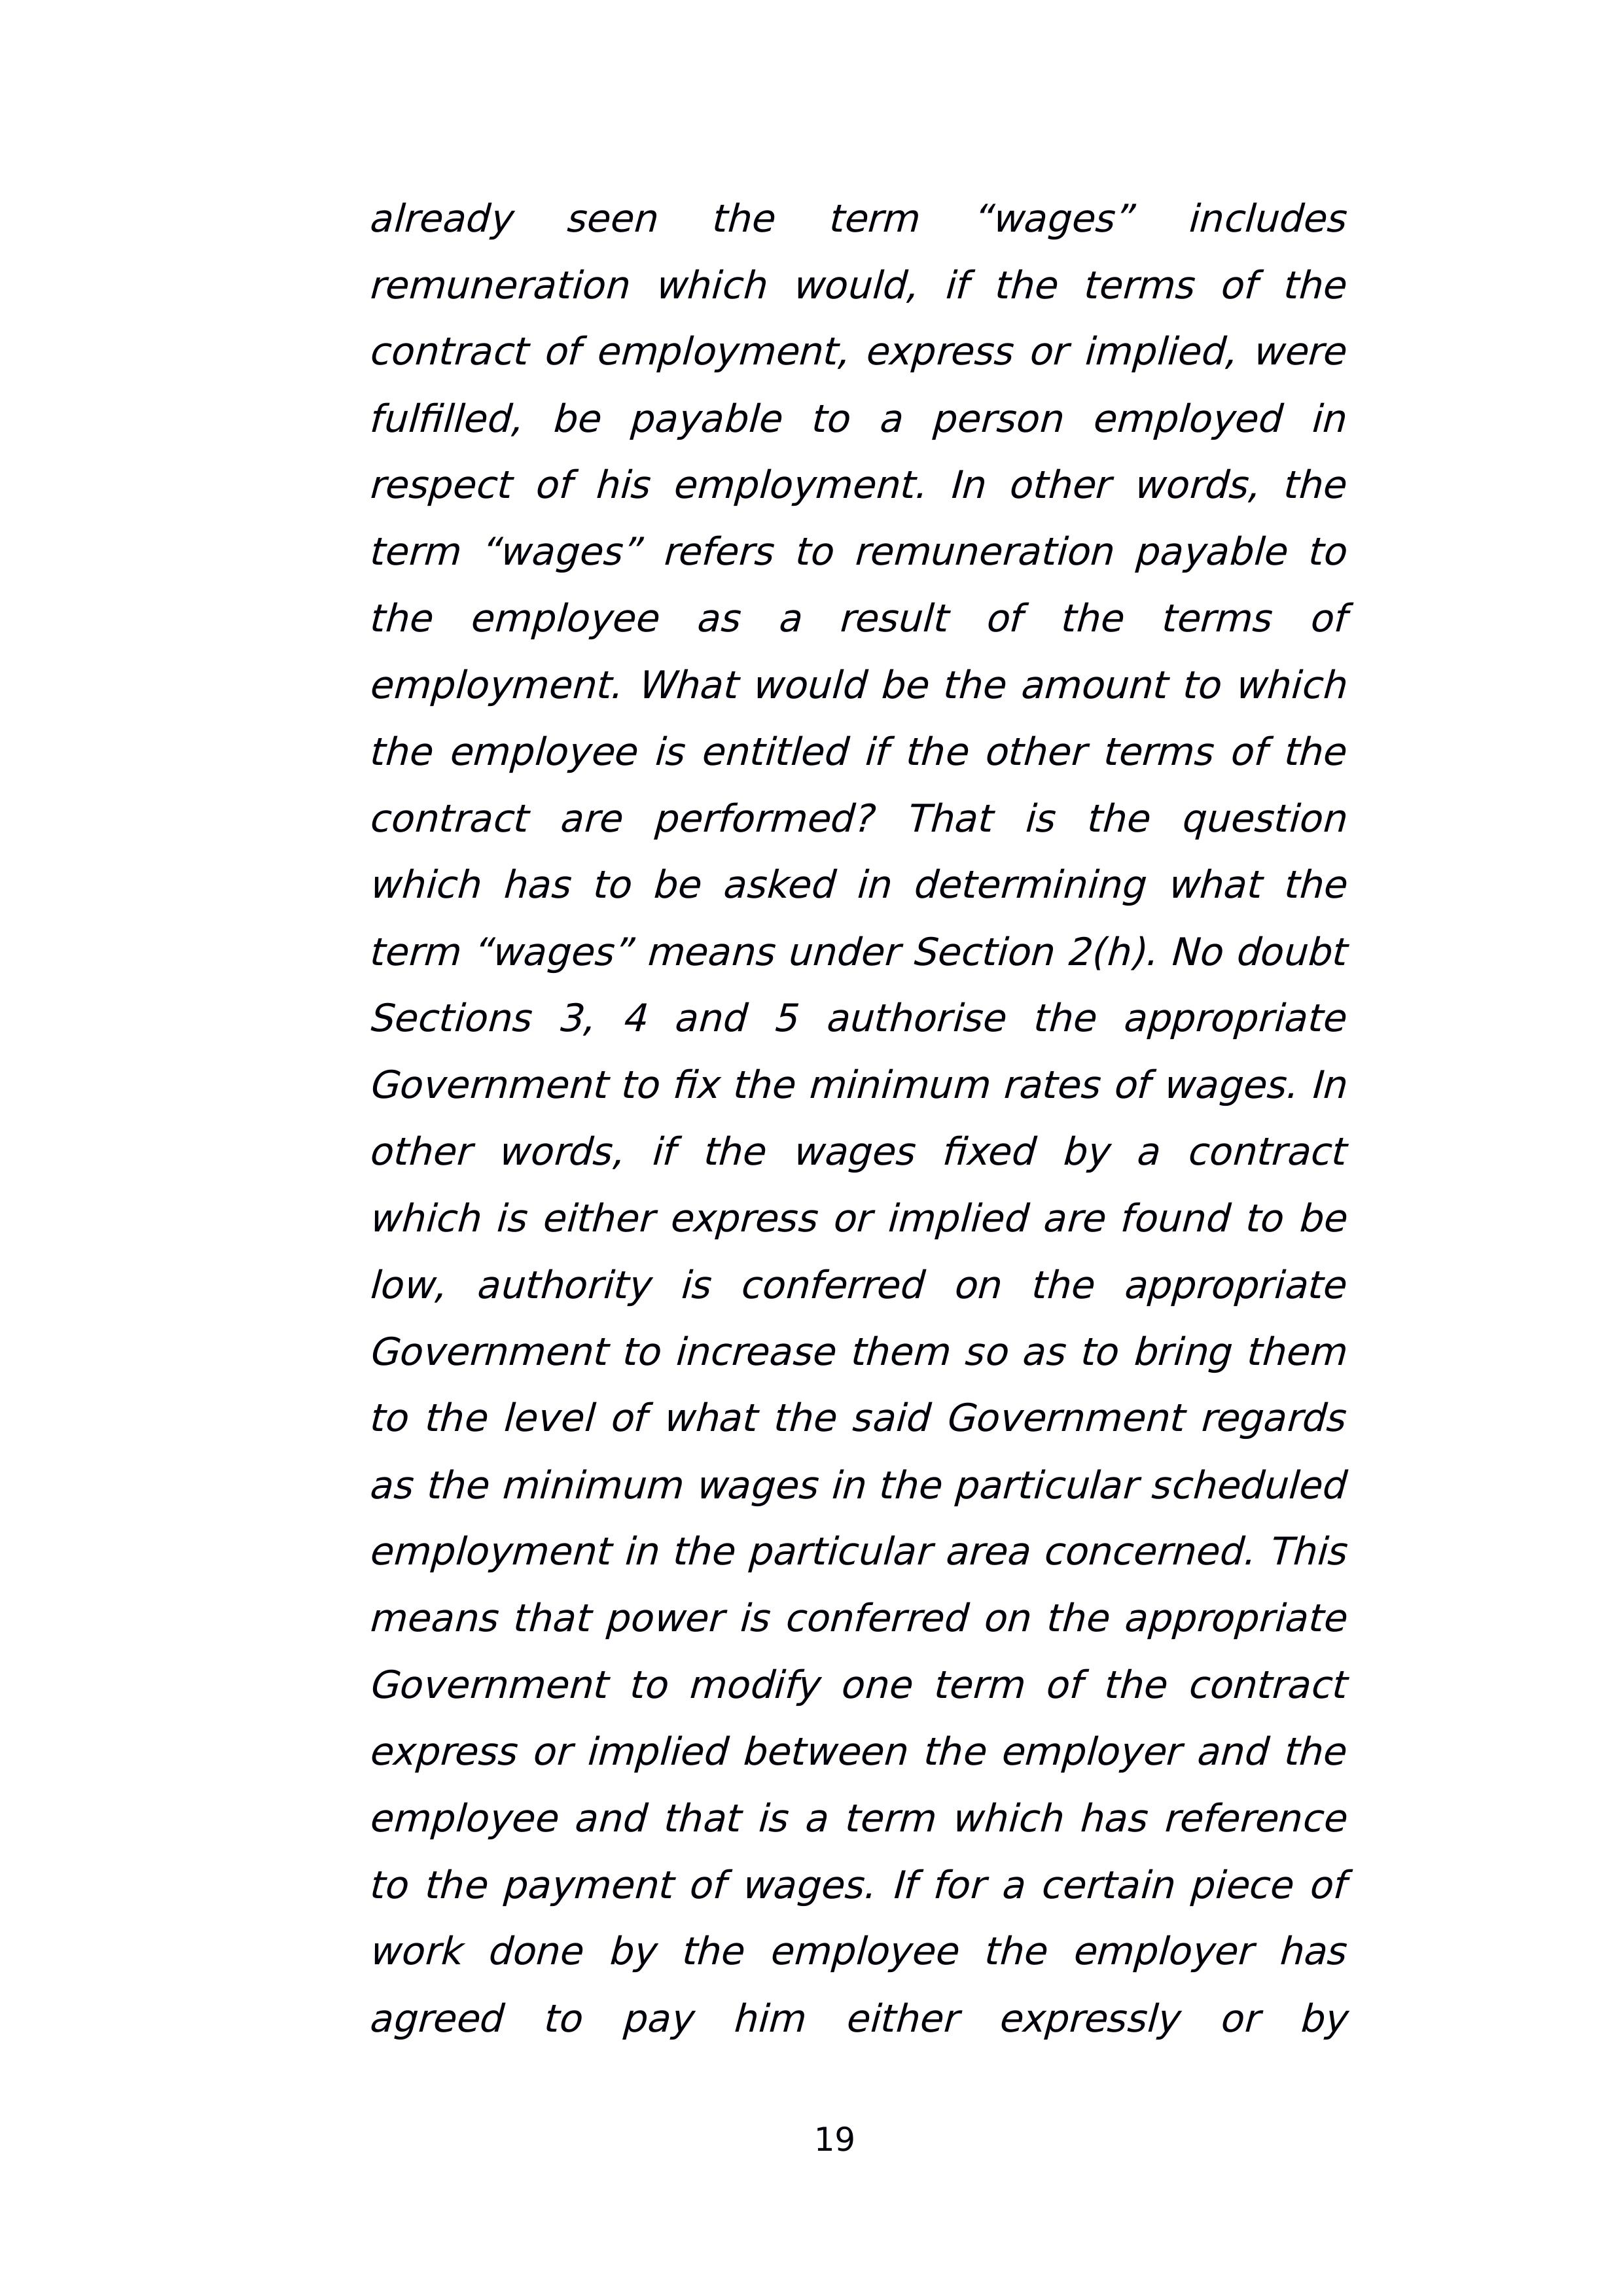 already seen the term “wages” includes
remuneration which would, if the terms of the
contract of employment, express or implied, were
fulfilled, be payable to a person employed in
respect of his employment. In other words, the
term “wages” refers to remuneration payable to
the employee as a result of the terms of
employment. What would be the amount to which
the employee is entitled if the other terms of the
contract are performed? That is the question
which has to be asked in determining what the
term “wages” means under Section 2(h). No doubt
Sections 3, 4 and 5 authorise the appropriate
Government to fix the minimum rates of wages. In
other words, if the wages fixed by a contract
which is either express or implied are found to be
low, authority is conferred on the appropriate
Government to increase them so as to bring them
to the level of what the said Government regards
as the minimum wages in the particular scheduled
employment in the particular area concerned. This
means that power is conferred on the appropriate
Government to modify one term of the contract
express or implied between the employer and the
employee and that is a term which has reference
to the payment of wages. If for a certain piece of
work done by the employee the employer has
agreed to pay him either expressly or by
19